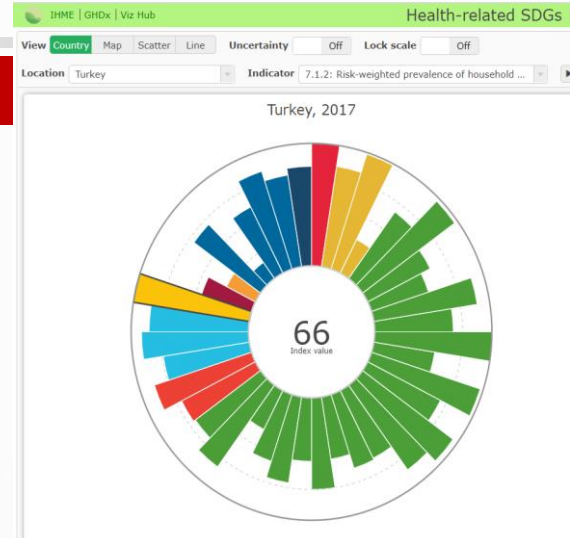 IHME | GHDx | Viz Hub
Health-related SDGs
View Country Map Scatter Line Uncertainty Off Lock scale Off
Location Turkey Indicator 7.1.2: Risk-weighted prevalence of household ...
Turkey, 2017
66
Index value